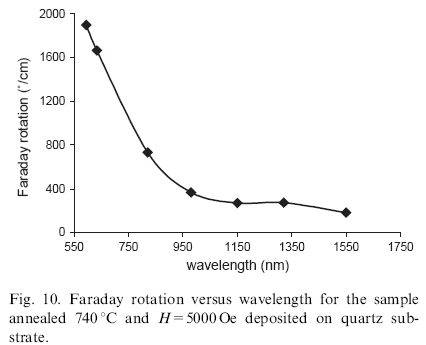 2000
1600
1200
800
400
0
Faraday rotation (°/cm)
550 750 950 1150 1350 1550 1750
wavelength (nm)
Fig. 10. Faraday rotation versus wavelength for the sample
annealed 740 °C and H = 5000 Oe deposited on quartz sub-
strate.